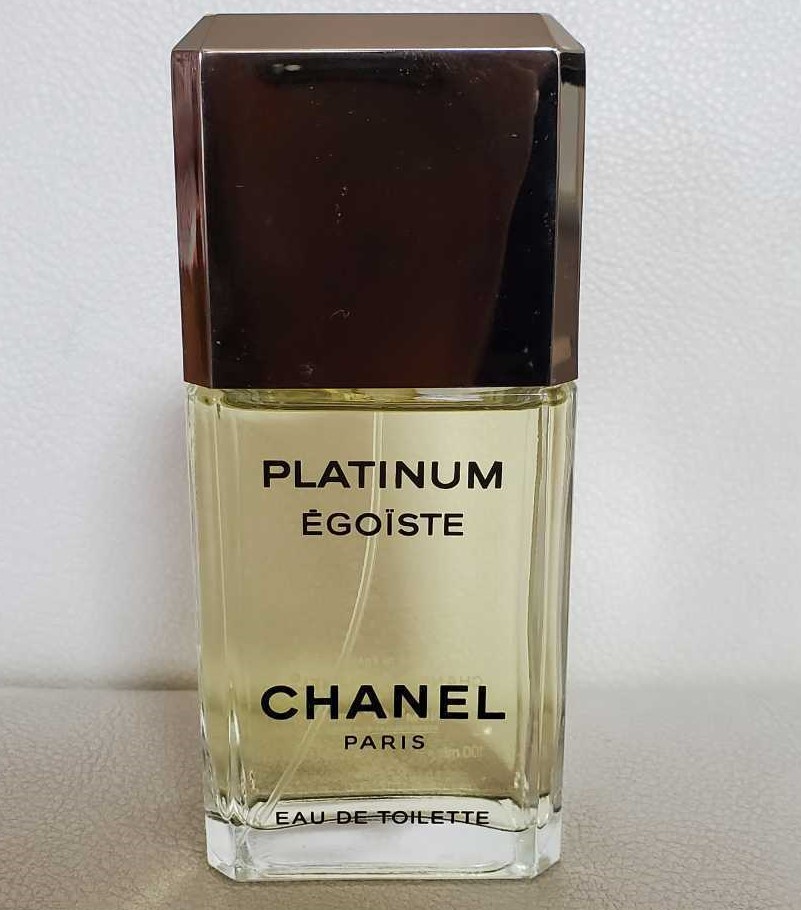 PLATINUM
ÉGOÏSTE
CHANEL
PARIS
EAU DE TOILETTE